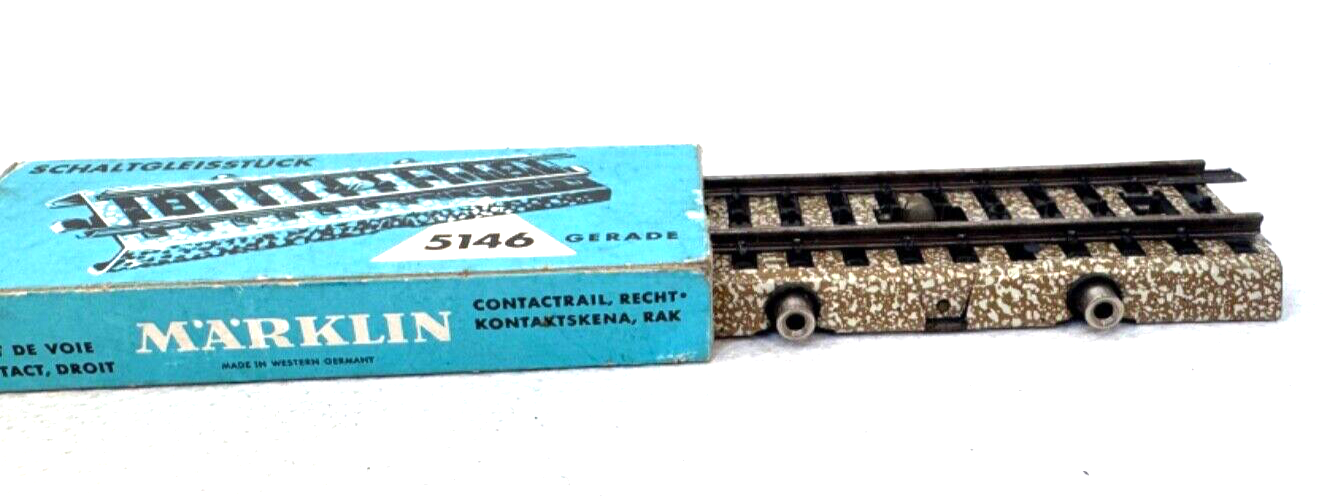 SCHALTGLEISSTÜCK
5146 GERADE
DE VOIE
TACT, DROIT
MÄRKLIN
MADE IN WESTERN GERMANY
CONTACTRAIL, RECHT•
KONTAKTSKENA, RAK